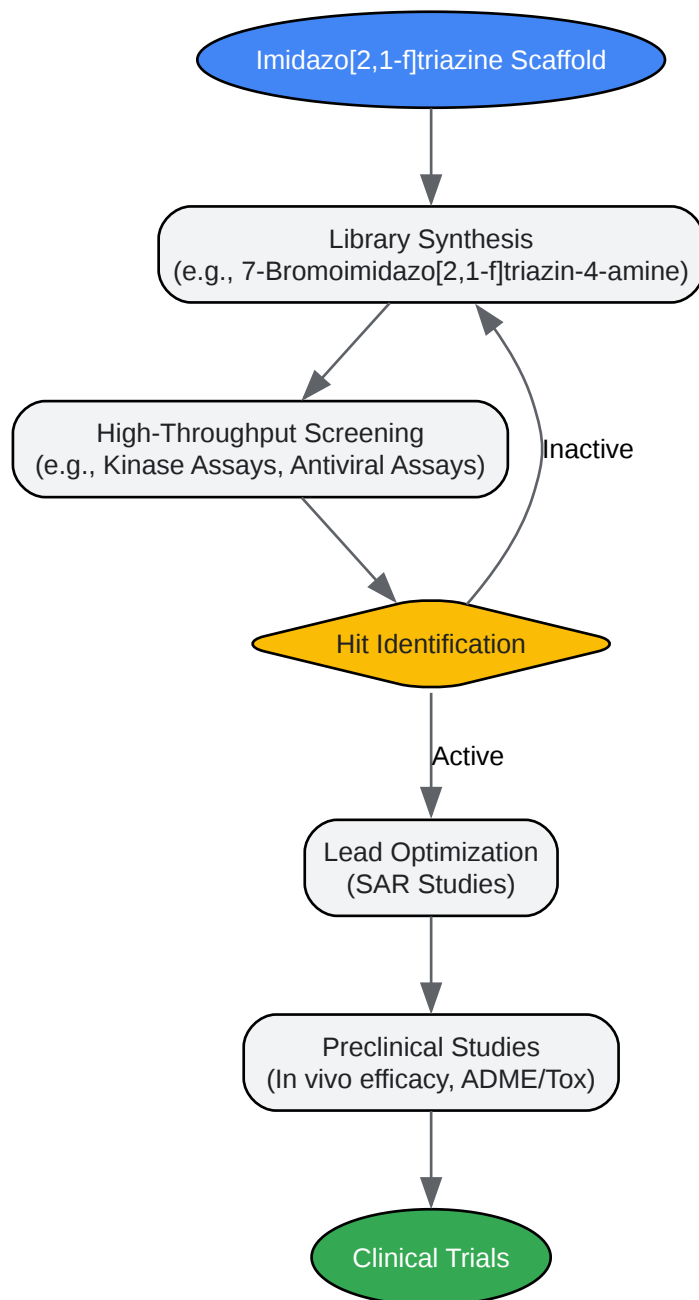 Imidazo[2,1-f]triazine Scaffold
Library Synthesis
(e.g., 7-Bromoimidazo[2,1-f]triazin-4-amine)
High-Throughput Screening
(e.g., Kinase Assays, Antiviral Assays)
Inactive
Hit Identification
Active
Lead Optimization
(SAR Studies)
Preclinical Studies
(In vivo efficacy, ADME/Tox)
Clinical Trials